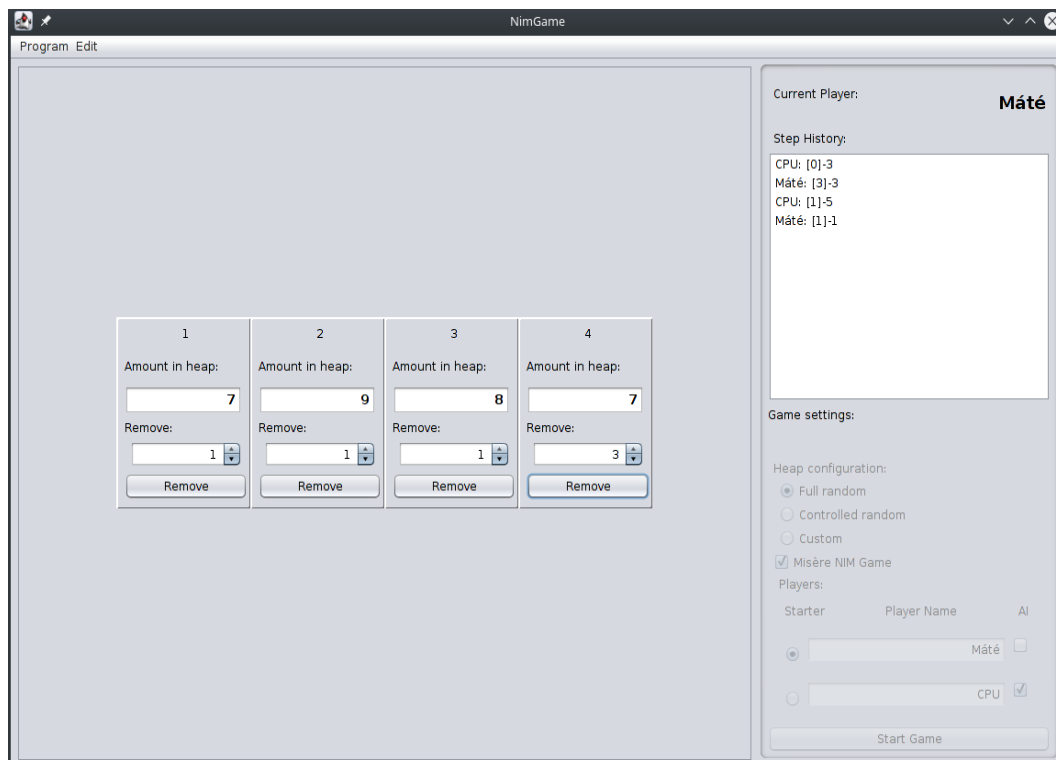 NimGame
Program Edit
Current Player:
Máté
Step History:
CPU: [0]-3
Máté: [3]-3
CPU: [1]-5
Máté: [1]-1
1 2 3 4
Amount in heap: Amount in heap: Amount in heap: Amount in heap:
7 9 8 7
Remove: Remove: Remove: Remove:
1 1 1 3
Remove Remove Remove Remove
Game settings:
Heap configuration:
Full random
Controlled random
Custom
Misère NIM Game
Players:
Starter Player Name AI
Máté
CPU
Start Game